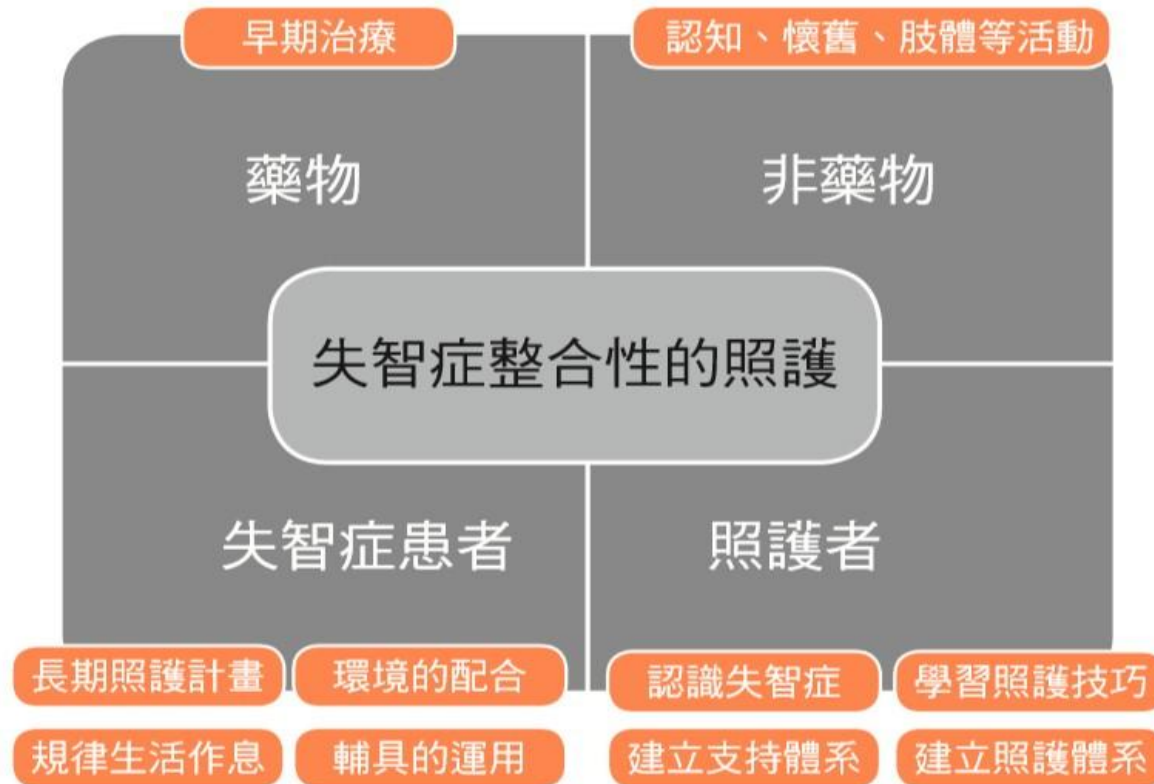 早期治療
認知、懷舊、肢體等活動
藥物
非藥物
失智症整合性的照護
失智症患者
照護者
長期照護計畫
環境的配合
認識失智症
學習照護技巧
規律生活作息
輔具的運用
建立支持體系
建立照護體系